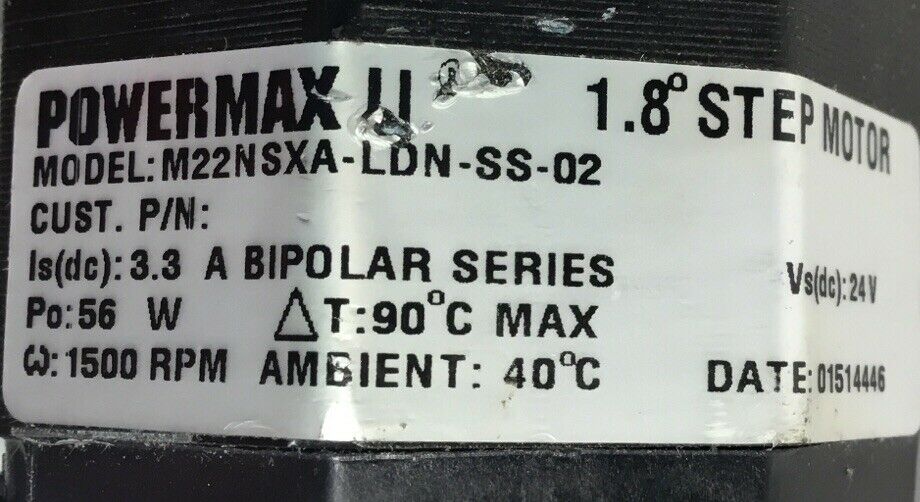 POWERMAX II ® 1.8° STEP MOTOR
MODEL: M22NSXA-LDN-SS-02
CUST. P/N:
Is(dc): 3.3 A BIPOLAR SERIES Vs(dc): 24V
Po: 56 W ΔT: 90°C MAX
ω: 1500 RPM AMBIENT: 40°C DATE: 01514446